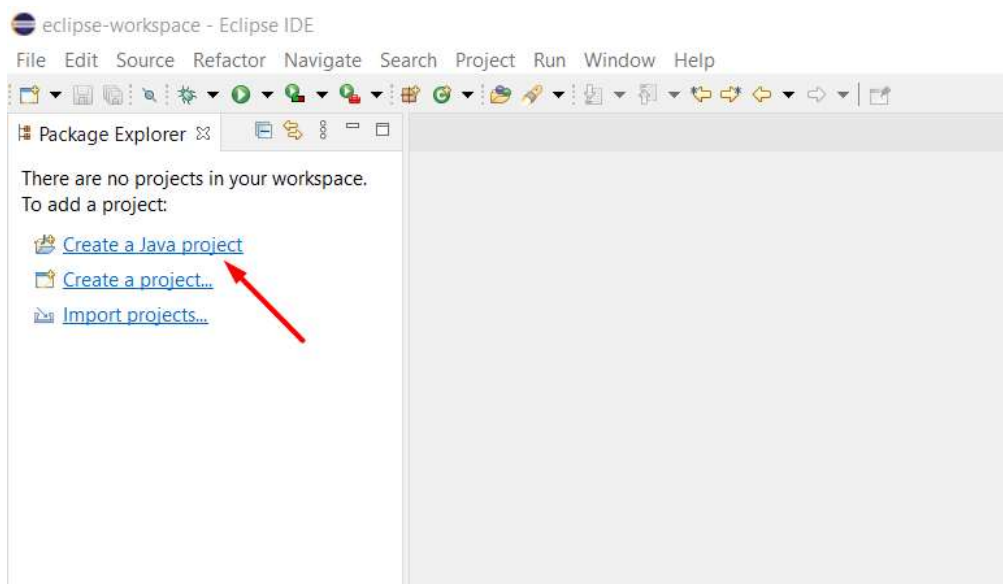 eclipse-workspace - Eclipse IDE
File Edit Source Refactor Navigate Search Project Run Window Help
Package Explorer
There are no projects in your workspace.
To add a project:
Create a Java project
Create a project...
Import projects...